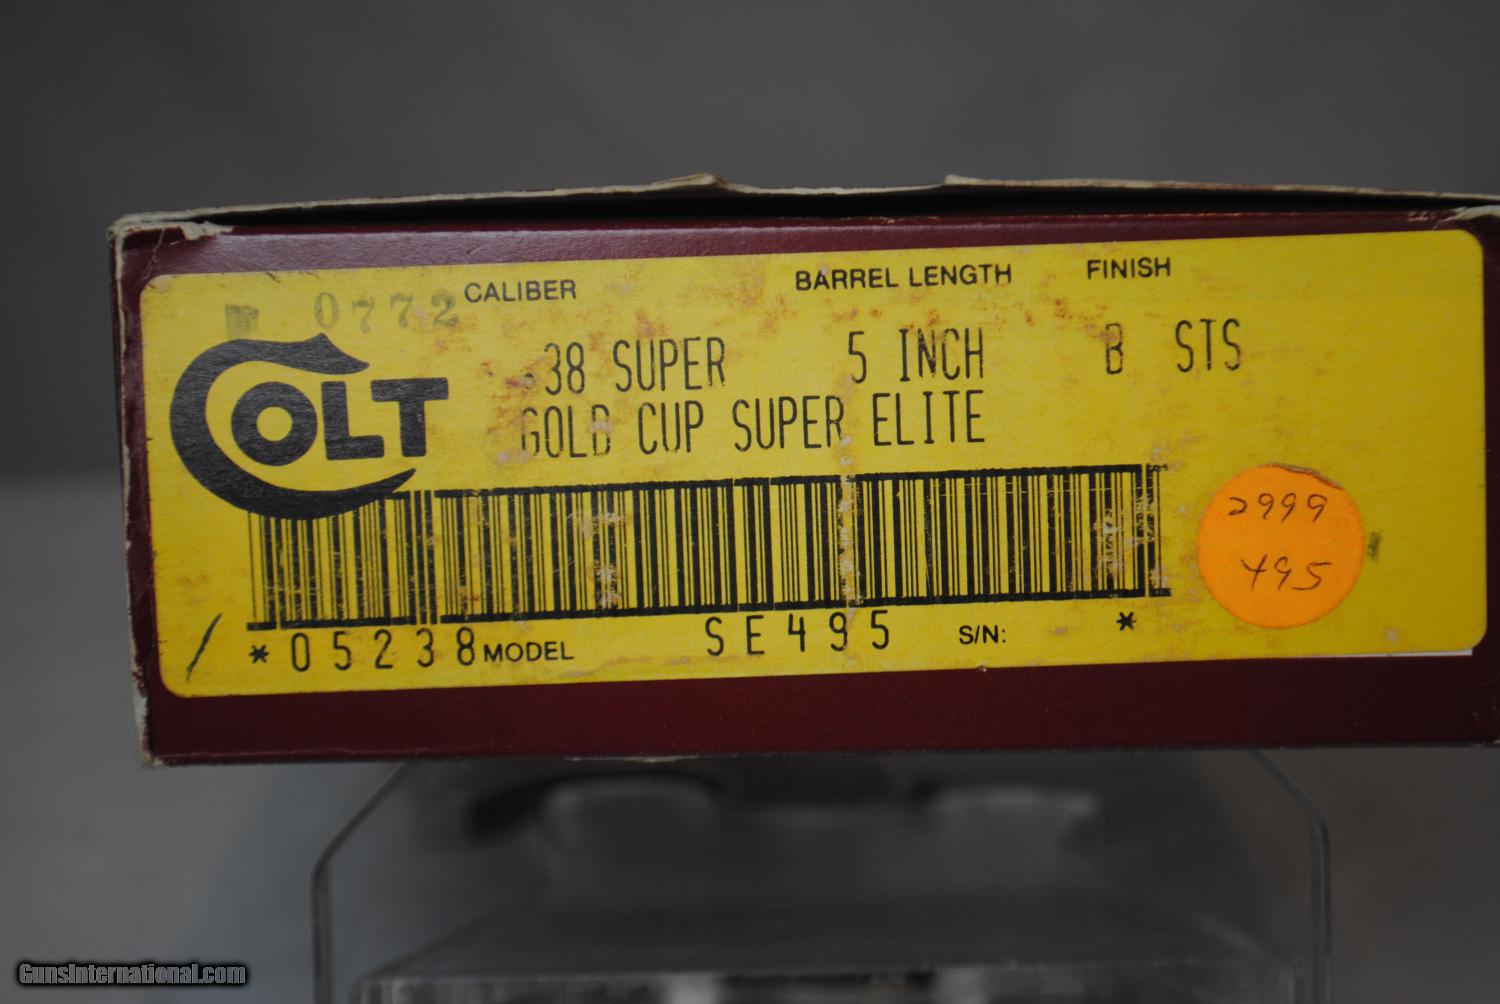 0772
CALIBER BARREL LENGTH FINISH
COLT
.38 SUPER 5 INCH B STS
GOLD CUP SUPER ELITE
2999
495
*05238 MODEL SE495 S/N: *
GunsInternational.com